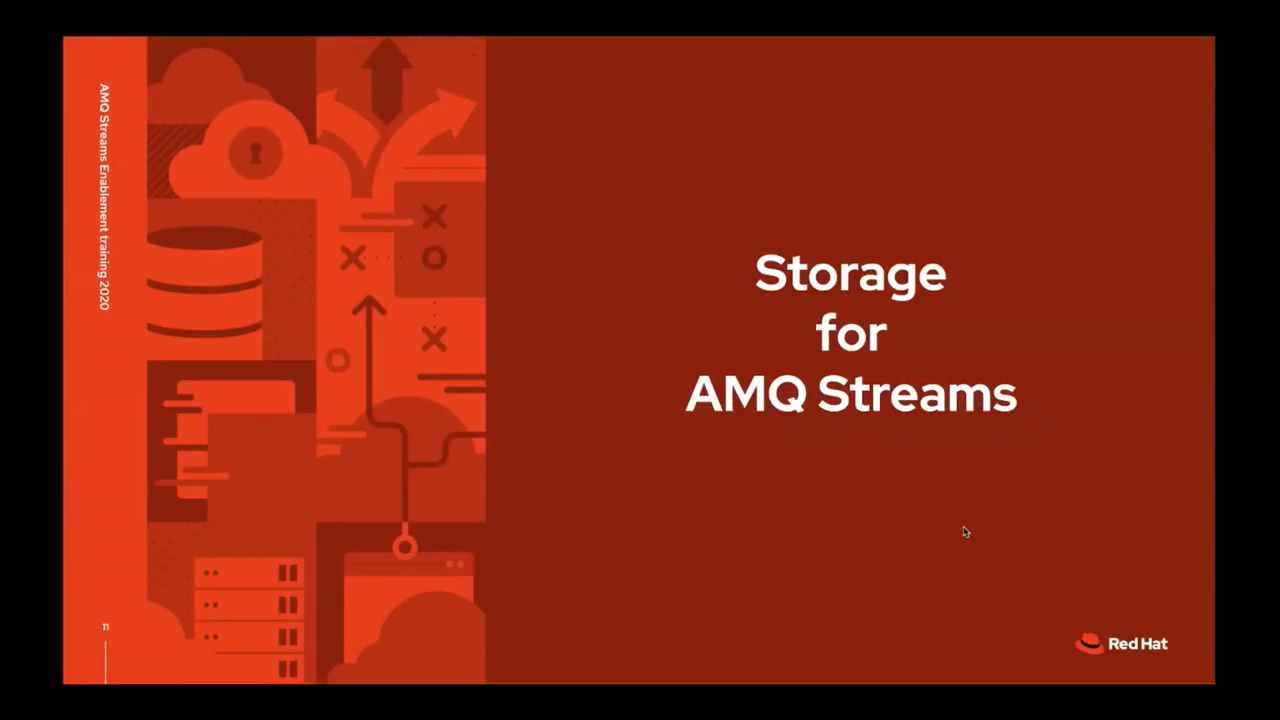 AMQ Streams Enablement training 2020
Storage
for
AMQ Streams
11
Red Hat